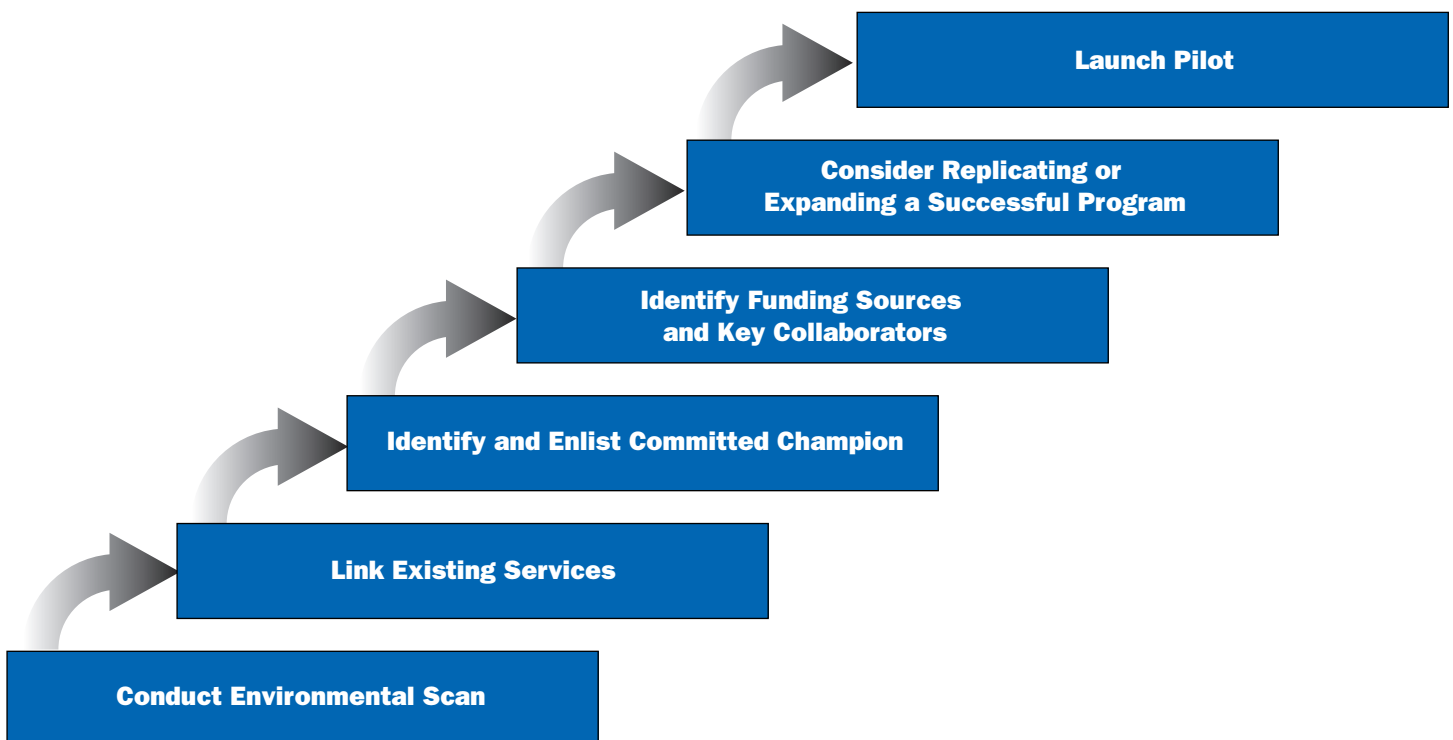 Launch Pilot
Consider Replicating or
Expanding a Successful Program
Identify Funding Sources
and Key Collaborators
Identify and Enlist Committed Champion
Link Existing Services
Conduct Environmental Scan